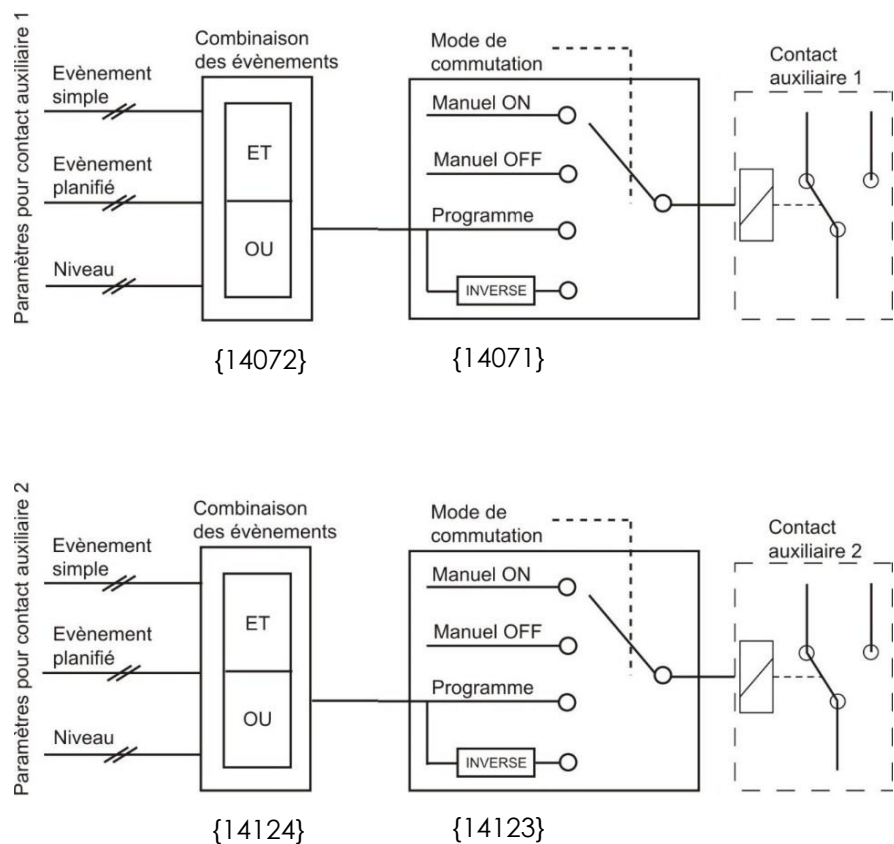 Paramètres pour contact auxiliaire 1
Evènement
simple
Evènement
planifié
Niveau
Combinaison
des évènements
ET
OU
{14072}
Mode de
commutation
Manuel ON
Manuel OFF
Programme
INVERSE
{14071}
Contact
auxiliaire 1
Paramètres pour contact auxiliaire 2
Evènement
simple
Evènement
planifié
Niveau
Combinaison
des évènements
ET
OU
{14124}
Mode de
commutation
Manuel ON
Manuel OFF
Programme
INVERSE
{14123}
Contact
auxiliaire 2